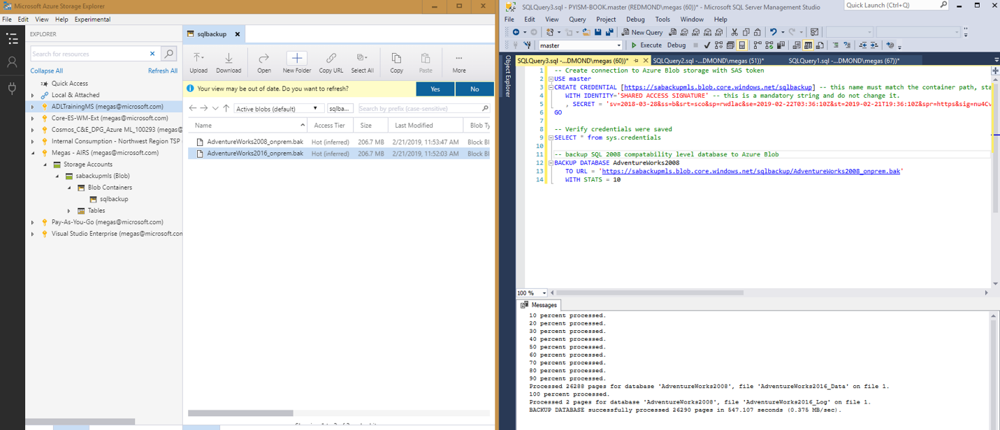 Microsoft Azure Storage Explorer
File Edit View Help Experimental
EXPLORER
Search for resources
Collapse All Refresh All
Quick Access
Local & Attached
ADLTrainingMS (megas@microsoft.com)
Core-ES-WM-Ext (megas@microsoft.com)
Cosmos_C&E_DPG_Azure ML_100293 (megas@
Internal Consumption - Northwest Region TSP
Megas - AIRS (megas@microsoft.com)
Storage Accounts
sabackupmls (Blob)
Blob Containers
sqlbackup
Tables
Pay-As-You-Go (megas@microsoft.com)
Visual Studio Enterprise (megas@microsoft.com
sqlbackup
Upload Download Open New Folder Copy URL Select All Copy Paste More
Your view may be out of date. Do you want to refresh? Yes No
Active blobs (default) sqlba... Search by prefix (case-sensitive)
Name Access Tier Size Last Modified Blob Ty
AdventureWorks2008_onprem.bak Hot (inferred) 206.7 MB 2/21/2019, 11:53:47 AM Block Bl
AdventureWorks2016_onprem.bak Hot (inferred) 206.7 MB 2/21/2019, 11:52:03 AM Block Bl
SQLQuery3.sql - PYISM-BOOK.master (REDMOND\megas (60))* - Microsoft SQL Server Management Studio
Quick Launch (Ctrl+Q)
File Edit View Query Project Debug Tools Window Help
New Query
master Execute Debug
Object Explorer
SQLQuery3.sql -...DMOND\megas (60))* SQLQuery2.sql -...DMOND\megas (51))* SQLQuery1.sql -...DMOND\megas (67))*
1 -- Create connection to Azure Blob storage with SAS token
2 USE master
3 CREATE CREDENTIAL [https://sabackupmls.blob.core.windows.net/sqlbackup] -- this name must match the container path, sta
4 WITH IDENTITY='SHARED ACCESS SIGNATURE' -- this is a mandatory string and do not change it.
5 , SECRET = 'sv=2018-03-28&ss=b&srt=sco&sp=rwdlac&se=2019-02-22T03:36:10Z&st=2019-02-21T19:36:10Z&spr=https&sig=nu4Cv
6 GO
7
8 -- Verify credentials were saved
9 SELECT * from sys.credentials
10
11 -- backup SQL 2008 compatability level database to Azure Blob
12 BACKUP DATABASE AdventureWorks2008
13 TO URL = 'https://sabackupmls.blob.core.windows.net/sqlbackup/AdventureWorks2008_onprem.bak'
14 WITH STATS = 10
100 %
Messages
10 percent processed.
20 percent processed.
30 percent processed.
40 percent processed.
50 percent processed.
60 percent processed.
70 percent processed.
80 percent processed.
90 percent processed.
Processed 26288 pages for database 'AdventureWorks2008', file 'AdventureWorks2016_Data' on file 1.
100 percent processed.
Processed 2 pages for database 'AdventureWorks2008', file 'AdventureWorks2016_Log' on file 1.
BACKUP DATABASE successfully processed 26290 pages in 547.107 seconds (0.375 MB/sec).